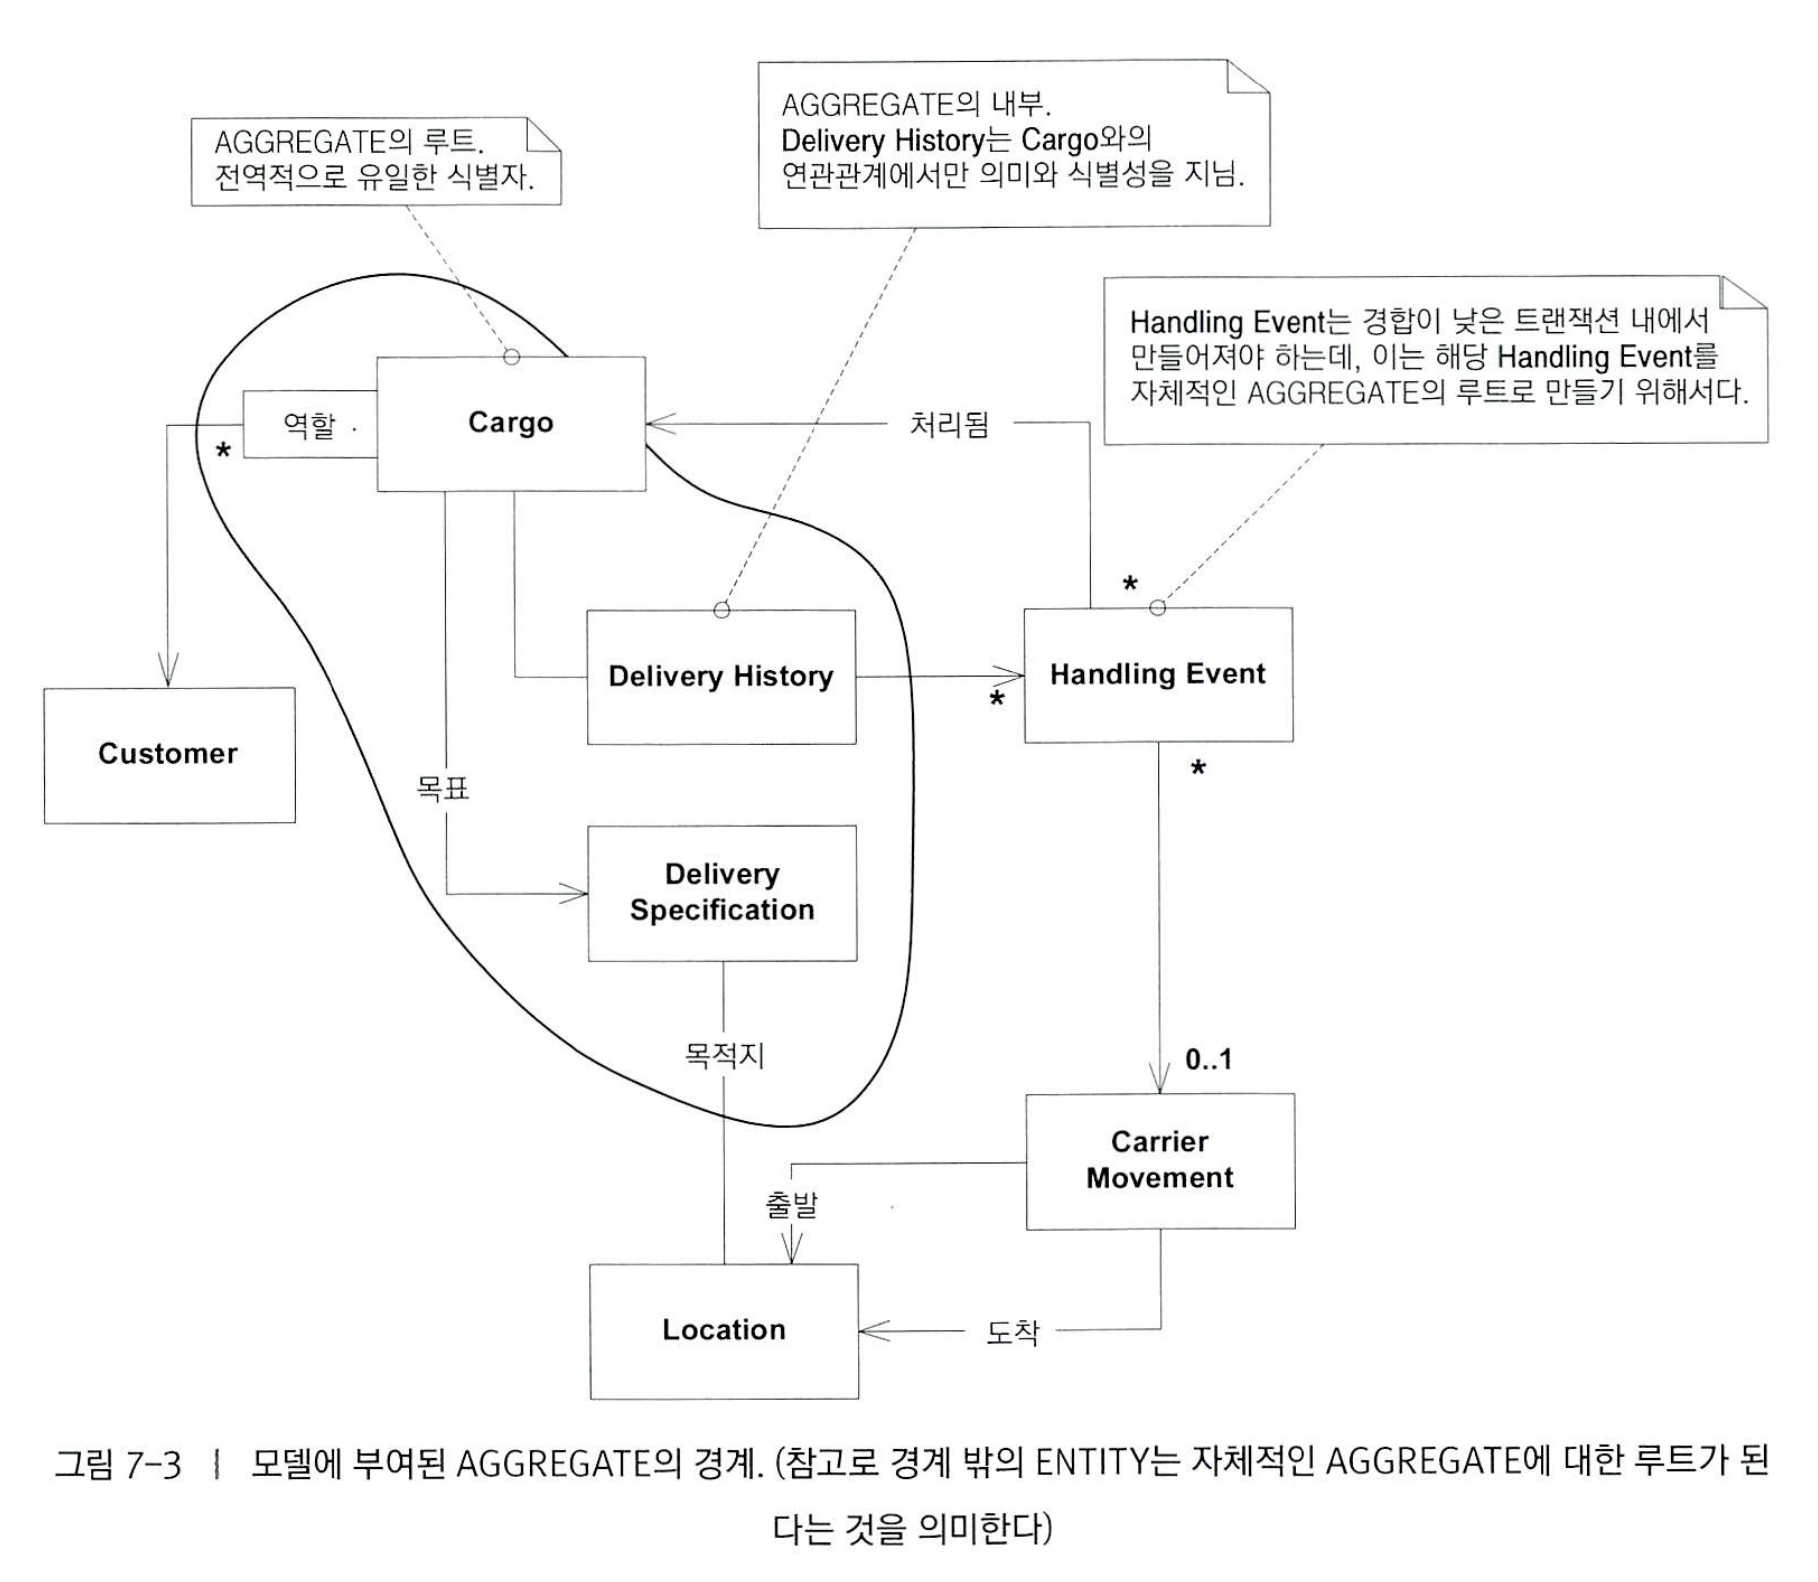 AGGREGATE의 루트.
전역적으로 유일한 식별자.
AGGREGATE의 내부.
Delivery History는 Cargo와의
연관관계에서만 의미와 식별성을 지님.
Handling Event는 경합이 낮은 트랜잭션 내에서
만들어져야 하는데, 이는 해당 Handling Event를
자체적인 AGGREGATE의 루트로 만들기 위해서다.
역할
*
Cargo
처리됨
*
Delivery History
*
Handling Event
*
Customer
목표
Delivery
Specification
목적지
0..1
Carrier
Movement
출발
Location
도착
그림 7-3 | 모델에 부여된 AGGREGATE의 경계. (참고로 경계 밖의 ENTITY는 자체적인 AGGREGATE에 대한 루트가 된
다는 것을 의미한다)